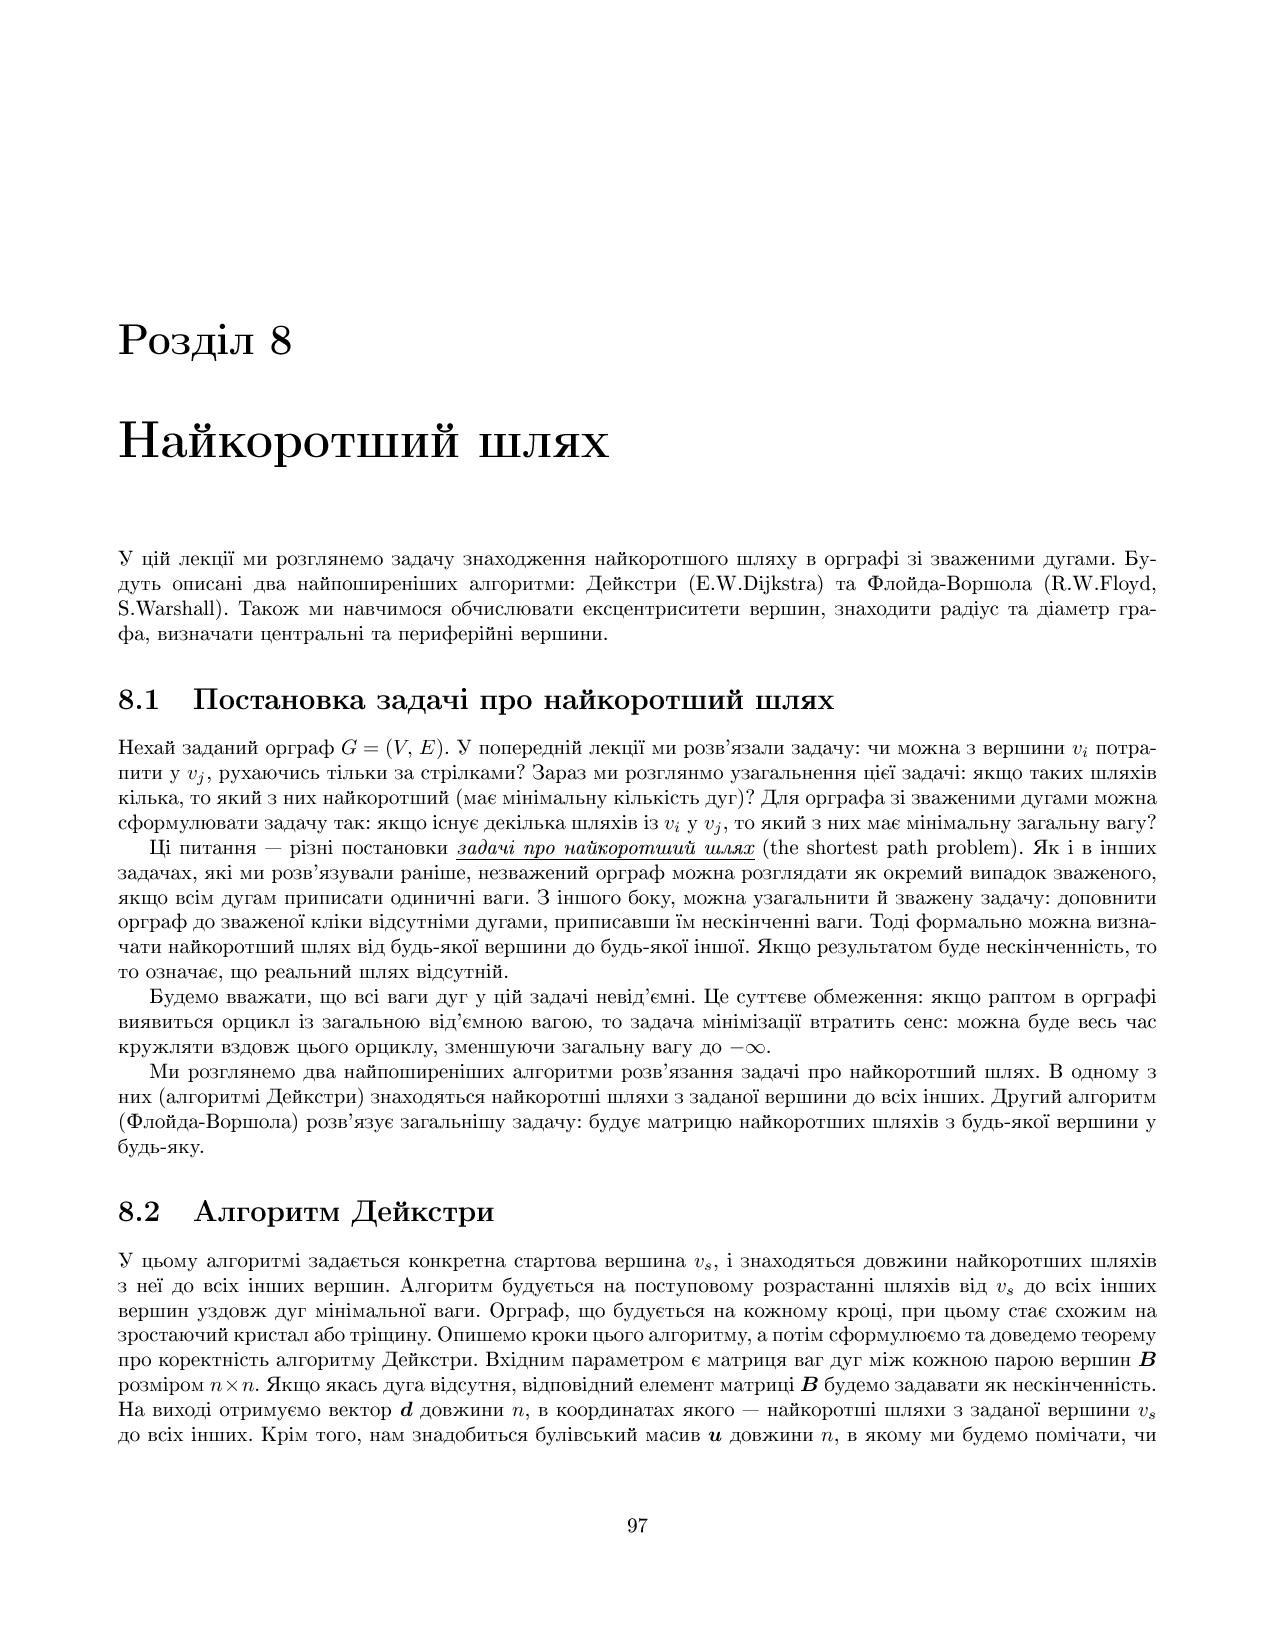 Розділ 8
Найкоротший шлях
У цій лекції ми розглянемо задачу знаходження найкоротшого шляху в орграфі зі зваженими дугами. Бу-
дуть описані два найпоширеніших алгоритми: Дейкстри (E.W.Dijkstra) та Флойда-Воршола (R.W.Floyd,
S.Warshall). Також ми навчимося обчислювати ексцентриситети вершин, знаходити радіус та діаметр гра-
фа, визначати центральні та периферійні вершини.
8.1 Постановка задачі про найкоротший шлях
Нехай заданий орграф G = (V, E). У попередній лекції ми розв'язали задачу: чи можна з вершини v_i потра-
пити у v_j, рухаючись тільки за стрілками? Зараз ми розглянмо узагальнення цієї задачі: якщо таких шляхів
кілька, то який з них найкоротший (має мінімальну кількість дуг)? Для орграфа зі зваженими дугами можна
сформулювати задачу так: якщо існує декілька шляхів із v_i у v_j, то який з них має мінімальну загальну вагу?
Ці питання — різні постановки задачі про найкоротший шлях (the shortest path problem). Як і в інших
задачах, які ми розв'язували раніше, незважений орграф можна розглядати як окремий випадок зваженого,
якщо всім дугам приписати одиничні ваги. З іншого боку, можна узагальнити й зважену задачу: доповнити
орграф до зваженої кліки відсутніми дугами, приписавши їм нескінченні ваги. Тоді формально можна визна-
чати найкоротший шлях від будь-якої вершини до будь-якої іншої. Якщо результатом буде нескінченність, то
то означає, що реальний шлях відсутній.
Будемо вважати, що всі ваги дуг у цій задачі невід'ємні. Це суттєве обмеження: якщо раптом в орграфі
виявиться орцикл із загальною від'ємною вагою, то задача мінімізації втратить сенс: можна буде весь час
кружляти вздовж цього орциклу, зменшуючи загальну вагу до −∞.
Ми розглянемо два найпоширеніших алгоритми розв'язання задачі про найкоротший шлях. В одному з
них (алгоритмі Дейкстри) знаходяться найкоротші шляхи з заданої вершини до всіх інших. Другий алгоритм
(Флойда-Воршола) розв'язує загальнішу задачу: будує матрицю найкоротших шляхів з будь-якої вершини у
будь-яку.
8.2 Алгоритм Дейкстри
У цьому алгоритмі задається конкретна стартова вершина v_s, і знаходяться довжини найкоротших шляхів
з неї до всіх інших вершин. Алгоритм будується на поступовому розрастанні шляхів від v_s до всіх інших
вершин уздовж дуг мінімальної ваги. Орграф, що будується на кожному кроці, при цьому стає схожим на
зростаючий кристал або тріщину. Опишемо кроки цього алгоритму, а потім сформулюємо та доведемо теорему
про коректність алгоритму Дейкстри. Вхідним параметром є матриця ваг дуг між кожною парою вершин B
розміром n×n. Якщо якась дуга відсутня, відповідний елемент матриці B будемо задавати як нескінченність.
На виході отримуємо вектор d довжини n, в координатах якого — найкоротші шляхи з заданої вершини v_s
до всіх інших. Крім того, нам знадобиться булівський масив u довжини n, в якому ми будемо помічати, чи
97